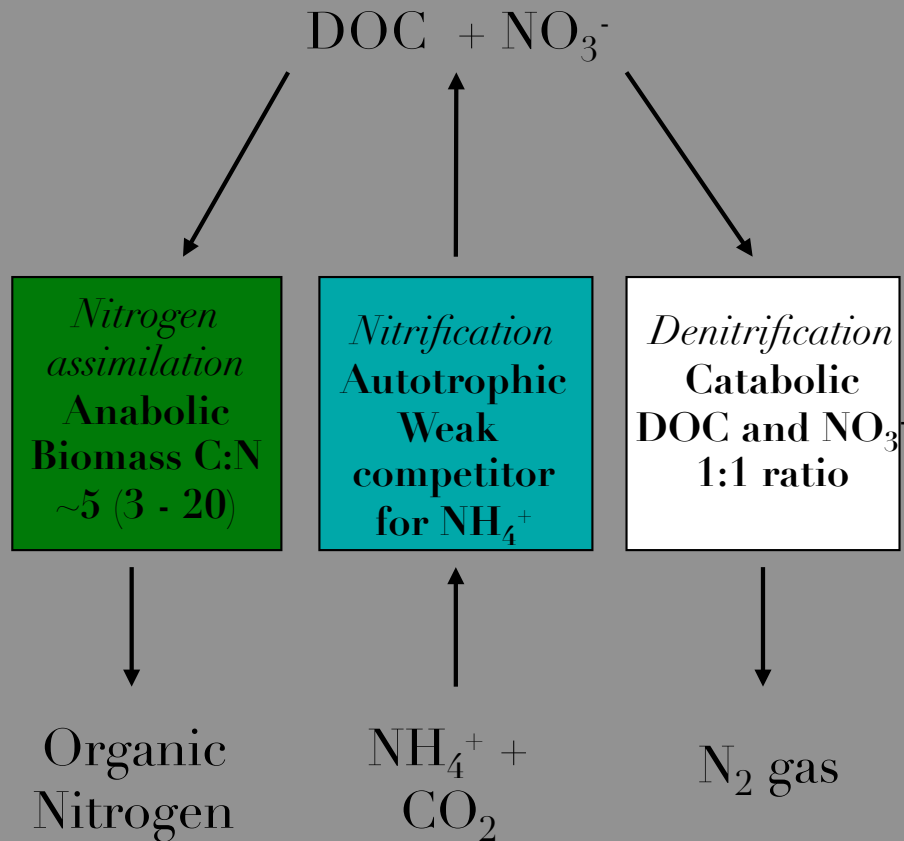 DOC + NO₃⁻
Nitrogen
assimilation
Anabolic
Biomass C:N
~5 (3 - 20)
Nitrification
Autotrophic
Weak
competitor
for NH₄⁺
Denitrification
Catabolic
DOC and NO₃⁻
1:1 ratio
Organic
Nitrogen
NH₄⁺ +
CO₂
N₂ gas